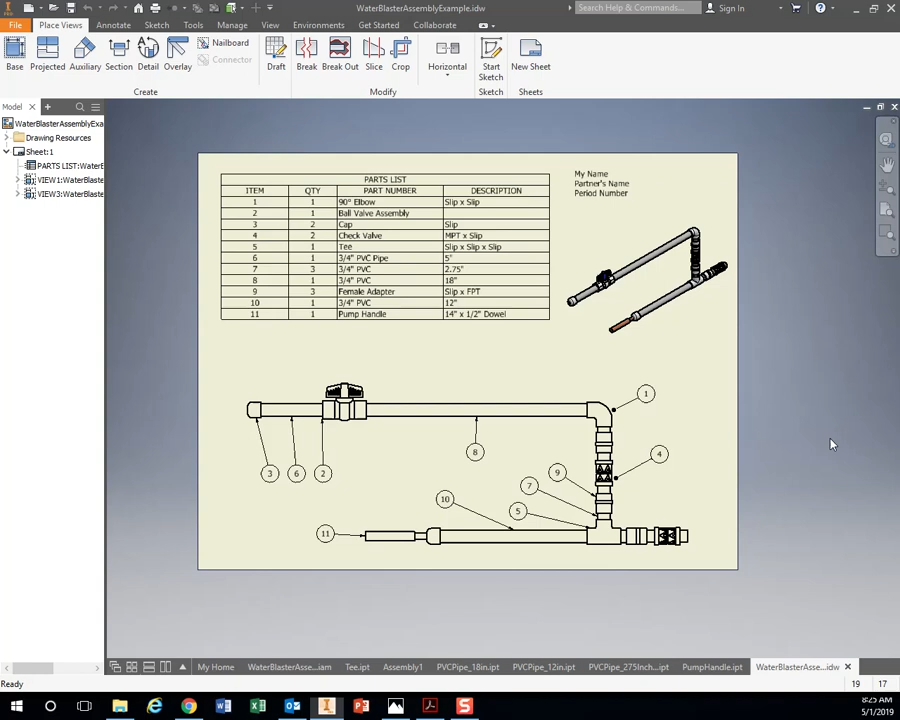 WaterBlasterAssemblyExample.idw
Search Help & Commands...
Sign In
File Place Views Annotate Sketch Tools Manage View Environments Get Started Collaborate
Base Projected Auxiliary Section Detail Overlay
Nailboard
Connector
Draft
Break Break Out Slice Crop
Horizontal
Start Sketch
New Sheet
Create Modify Sketch Sheets
PRO
Model
WaterBlasterAssemblyExa
Drawing Resources
Sheet:1
PARTS LIST:WaterE
VIEW1:WaterBlaste
VIEW3:WaterBlaste
PARTS LIST
ITEM QTY PART NUMBER DESCRIPTION
1 1 90° Elbow Slip x Slip
2 1 Ball Valve Assembly
3 2 Cap Slip
4 2 Check Valve MPT x Slip
5 1 Tee Slip x Slip x Slip
6 1 3/4" PVC Pipe 5"
7 3 3/4" PVC 2.75"
8 1 3/4" PVC 18"
9 3 Female Adapter Slip x FPT
10 1 3/4" PVC 12"
11 1 Pump Handle 14" x 1/2" Dowel
My Name
Partner's Name
Period Number
1
3 6 2
8
4
9
7
10
5
11
My Home WaterBlasterAsse...iam Tee.ipt Assembly1 PVCPipe_18in.ipt PVCPipe_12in.ipt PVCPipe_275Inch...ipt PumpHandle.ipt WaterBlasterAsse...idw
Ready
19 17
8:25 AM
5/1/2019